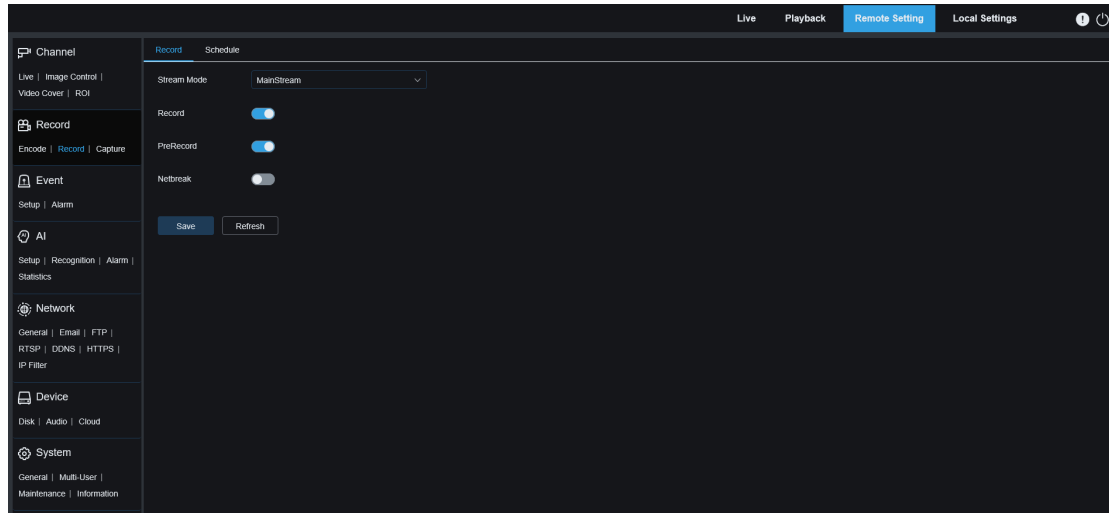 Live Playback Remote Setting Local Settings
Channel
Live | Image Control |
Video Cover | ROI
Record
Encode | Record | Capture
Event
Setup | Alarm
AI
Setup | Recognition | Alarm |
Statistics
Network
General | Email | FTP |
RTSP | DDNS | HTTPS |
IP Filter
Device
Disk | Audio | Cloud
System
General | Multi-User |
Maintenance | Information
Record Schedule
Stream Mode MainStream
Record
PreRecord
Netbreak
Save Refresh